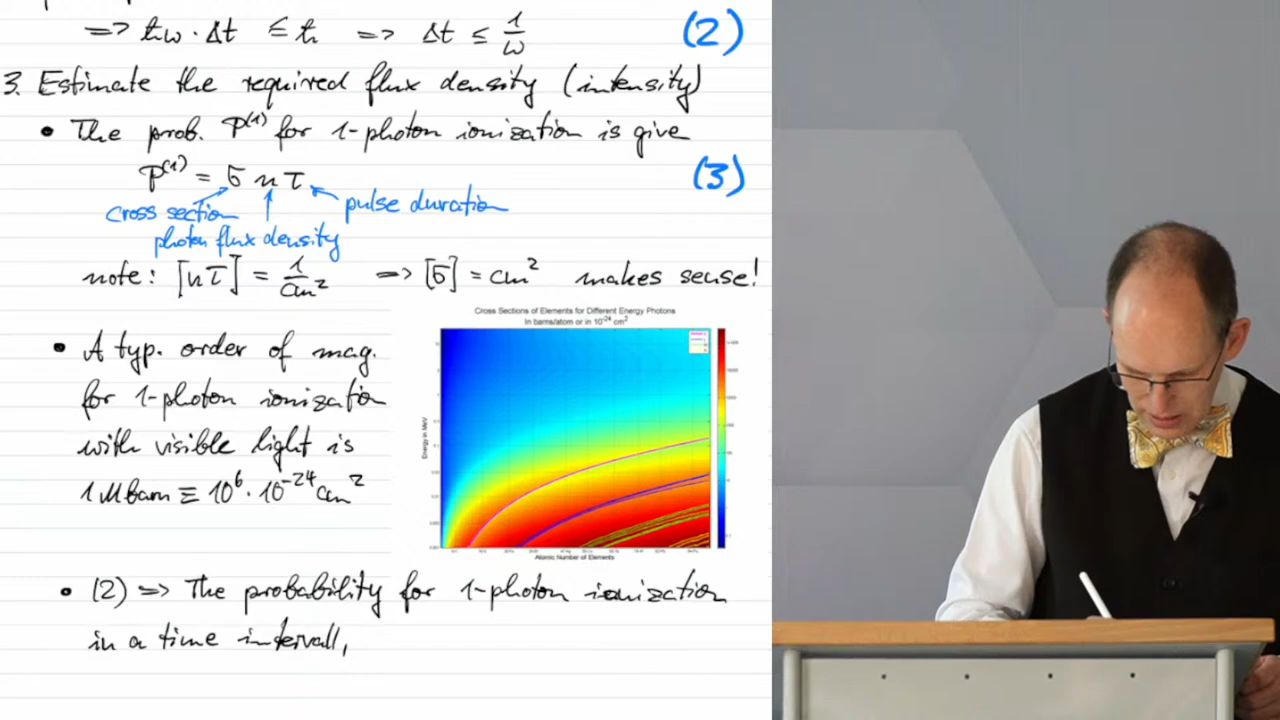 => ħω · Δt ≤ ħ => Δt ≤ 1/ω (2)
3. Estimate the required flux density (intensity)
• The prob. P⁽¹⁾ for 1-photon ionization is give
P⁽¹⁾ = σ n τ (3)
cross section
pulse duration
photon flux density
note: [nτ] = 1/cm² => [σ] = cm² makes sense!
Cross Sections of Elements for Different Energy Photons
In barns/atom or in 10⁻²⁴ cm²
Energy in MeV
Atomic Number of Elements
• A typ. order of mag.
for 1-photon ionization
with visible light is
1 Mbarn ≡ 10⁶ · 10⁻²⁴ cm²
• (2) => The probability for 1-photon ionization
in a time intervall,